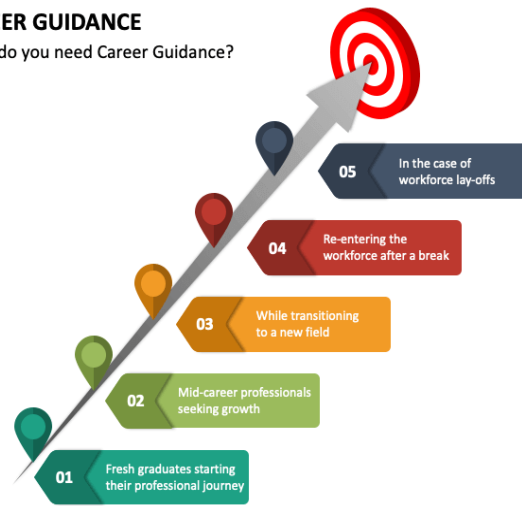 ER GUIDANCE
do you need Career Guidance?
05
In the case of
workforce lay-offs
04
Re-entering the
workforce after a break
03
While transitioning
to a new field
02
Mid-career professionals
seeking growth
01
Fresh graduates starting
their professional journey